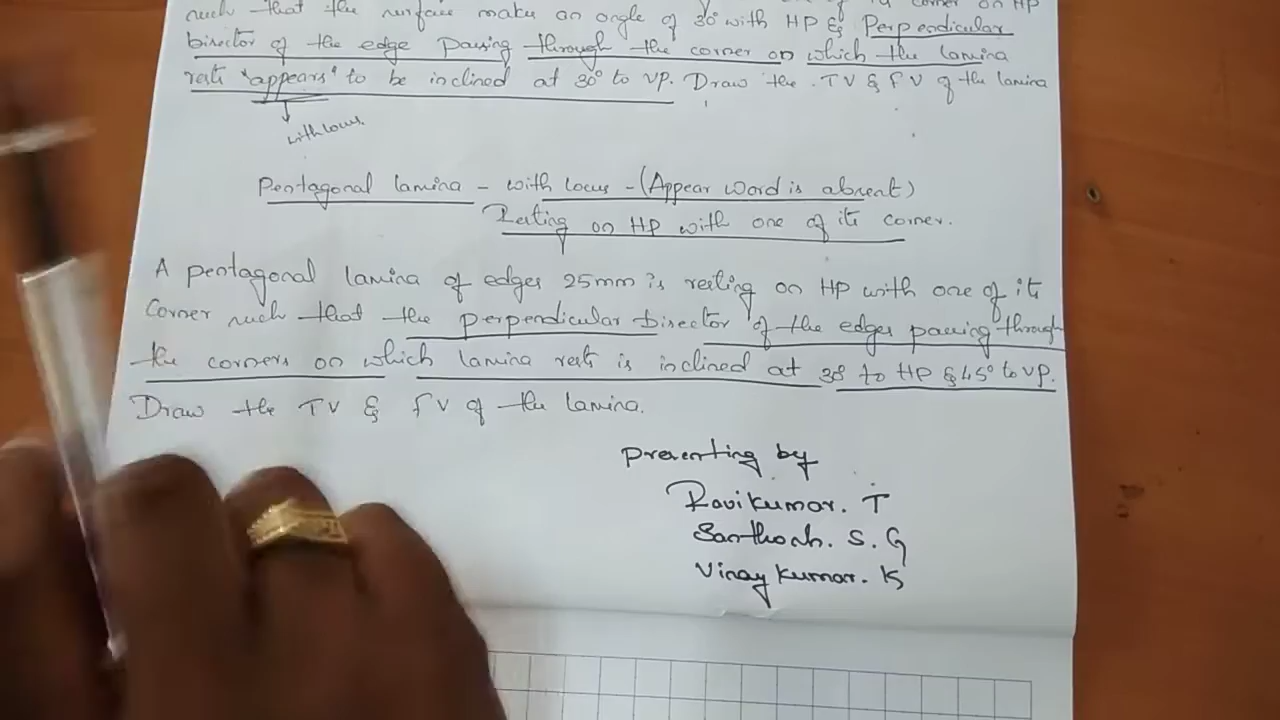 such that the surface make an angle of 30° with HP & Perpendicular
bisector of the edge passing through the corner on which the lamina
rests "appears" to be inclined at 30° to VP. Draw the TV & FV of the lamina
Pentagonal lamina - with locus - (Appear word is absent)
Resting on HP with one of its corner.
A pentagonal lamina of edges 25mm is resting on HP with one of its
corner such that the perpendicular bisector of the edges passing through
the corners on which lamina rests is inclined at 30° to HP & 45° to VP.
Draw the TV & FV of the lamina.
Presenting by
Ravikumar. T
Santhosh. S. G
Vinay Kumar. K